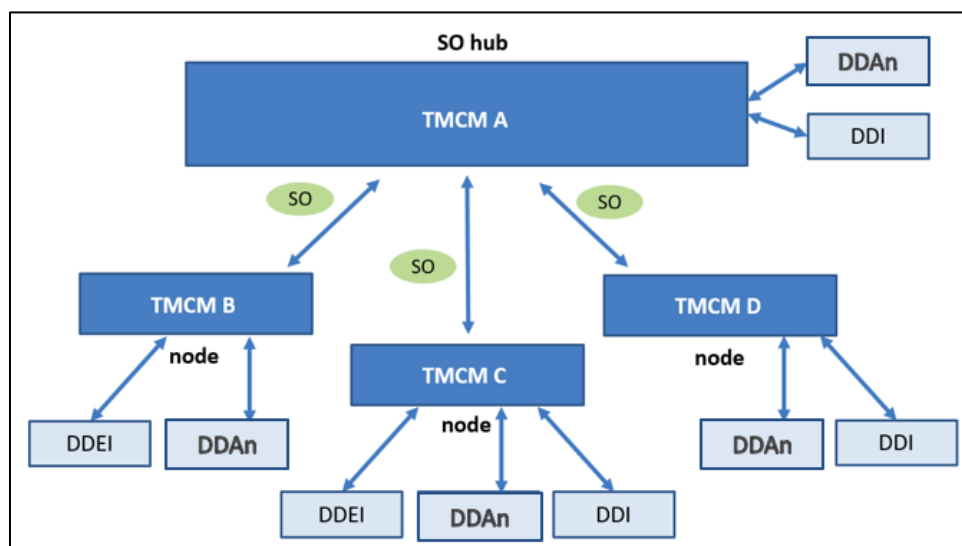 SO hub
DDAn
TMCM A
DDI
SO
SO
SO
TMCM B
TMCM D
node
TMCM C
node
node
DDEI
DDAn
DDAn
DDI
DDEI
DDAn
DDI